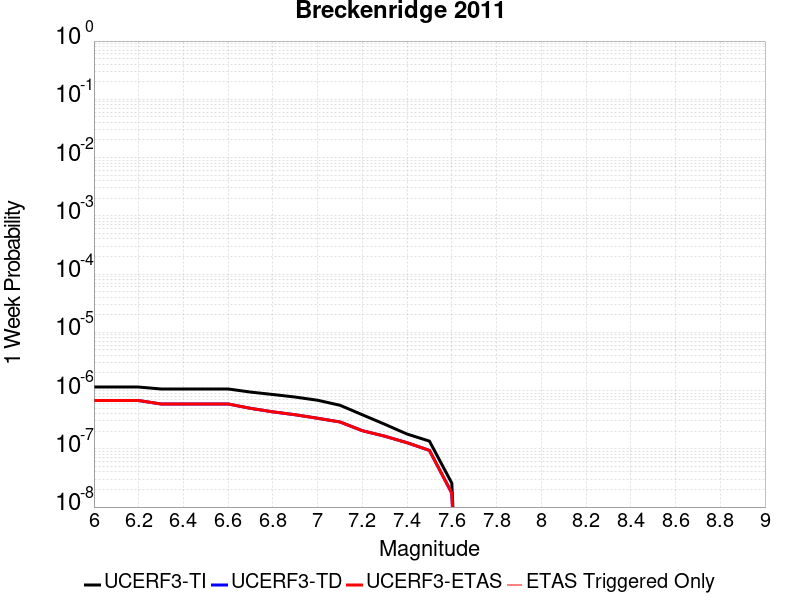 Breckenridge 2011
10^0
10^-1
10^-2
10^-3
10^-4
10^-5
10^-6
10^-7
10^-8
1 Week Probability
6 6.2 6.4 6.6 6.8 7 7.2 7.4 7.6 7.8 8 8.2 8.4 8.6 8.8 9
Magnitude
UCERF3-TI UCERF3-TD UCERF3-ETAS ETAS Triggered Only